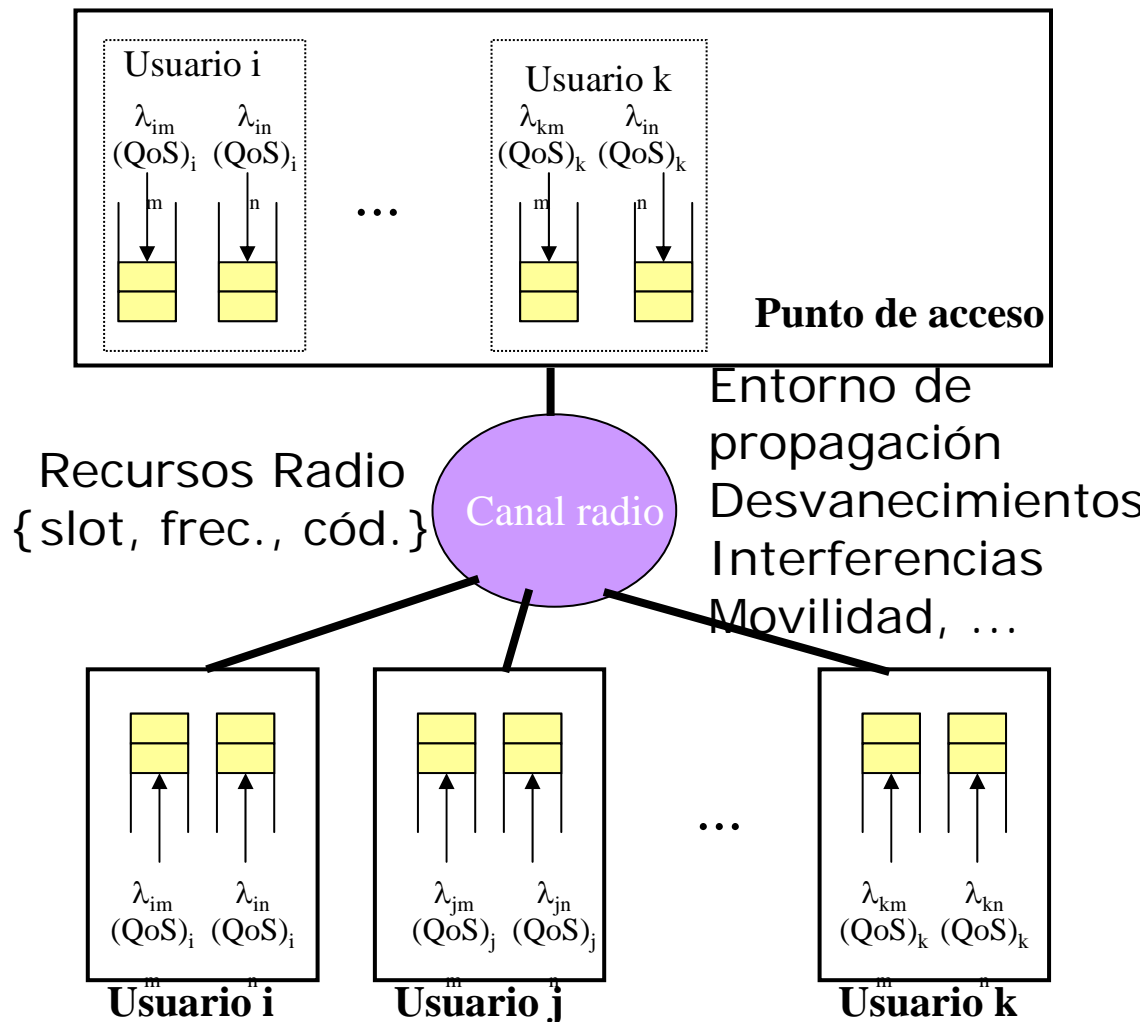 Usuario i
Usuario k
λim λin
(QoS)i (QoS)i
m n
λkm λin
(QoS)k (QoS)k
m n
...
Punto de acceso
Entorno de
propagación
Desvanecimientos
Interferencias
Movilidad, ...
Recursos Radio
{slot, frec., cód.}
Canal radio
λim λin
(QoS)i (QoS)i
m n
Usuario i
λjm λjn
(QoS)j (QoS)j
m n
Usuario j
...
λkm λkn
(QoS)k (QoS)k
m n
Usuario k